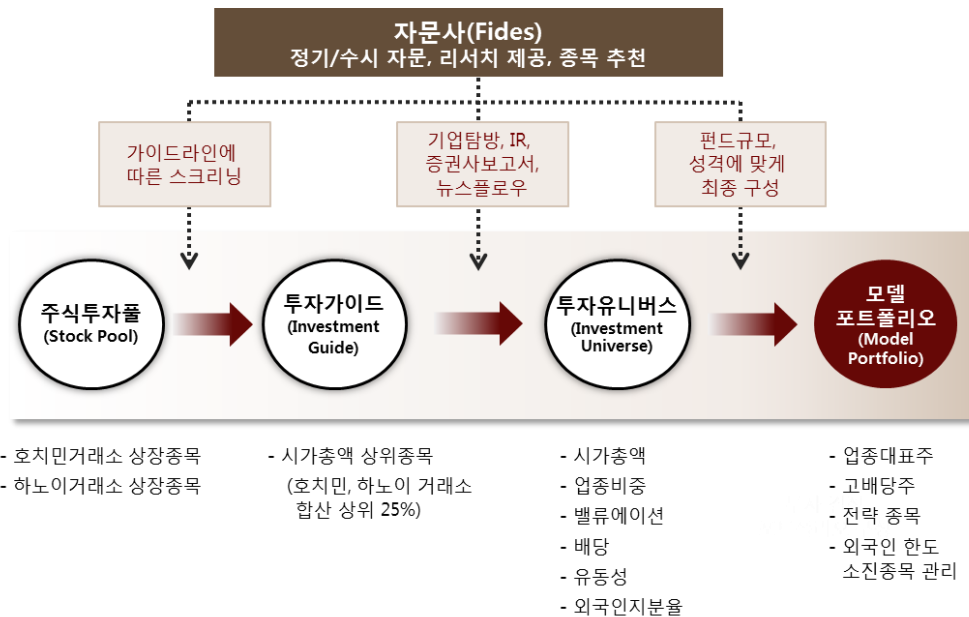 자문사(Fides)
정기/수시 자문, 리서치 제공, 종목 추천
가이드라인에
따른 스크리닝
기업탐방, IR,
증권사보고서,
뉴스플로우
펀드규모,
성격에 맞게
최종 구성
주식투자풀
(Stock Pool)
투자가이드
(Investment
Guide)
투자유니버스
(Investment
Universe)
모델
포트폴리오
(Model
Portfolio)
- 호치민거래소 상장종목
- 하노이거래소 상장종목
- 시가총액 상위종목
(호치민, 하노이 거래소
합산 상위 25%)
- 시가총액
- 업종비중
- 밸류에이션
- 배당
- 유동성
- 외국인지분율
- 업종대표주
- 고배당주
- 전략 종목
- 외국인 한도
소진종목 관리